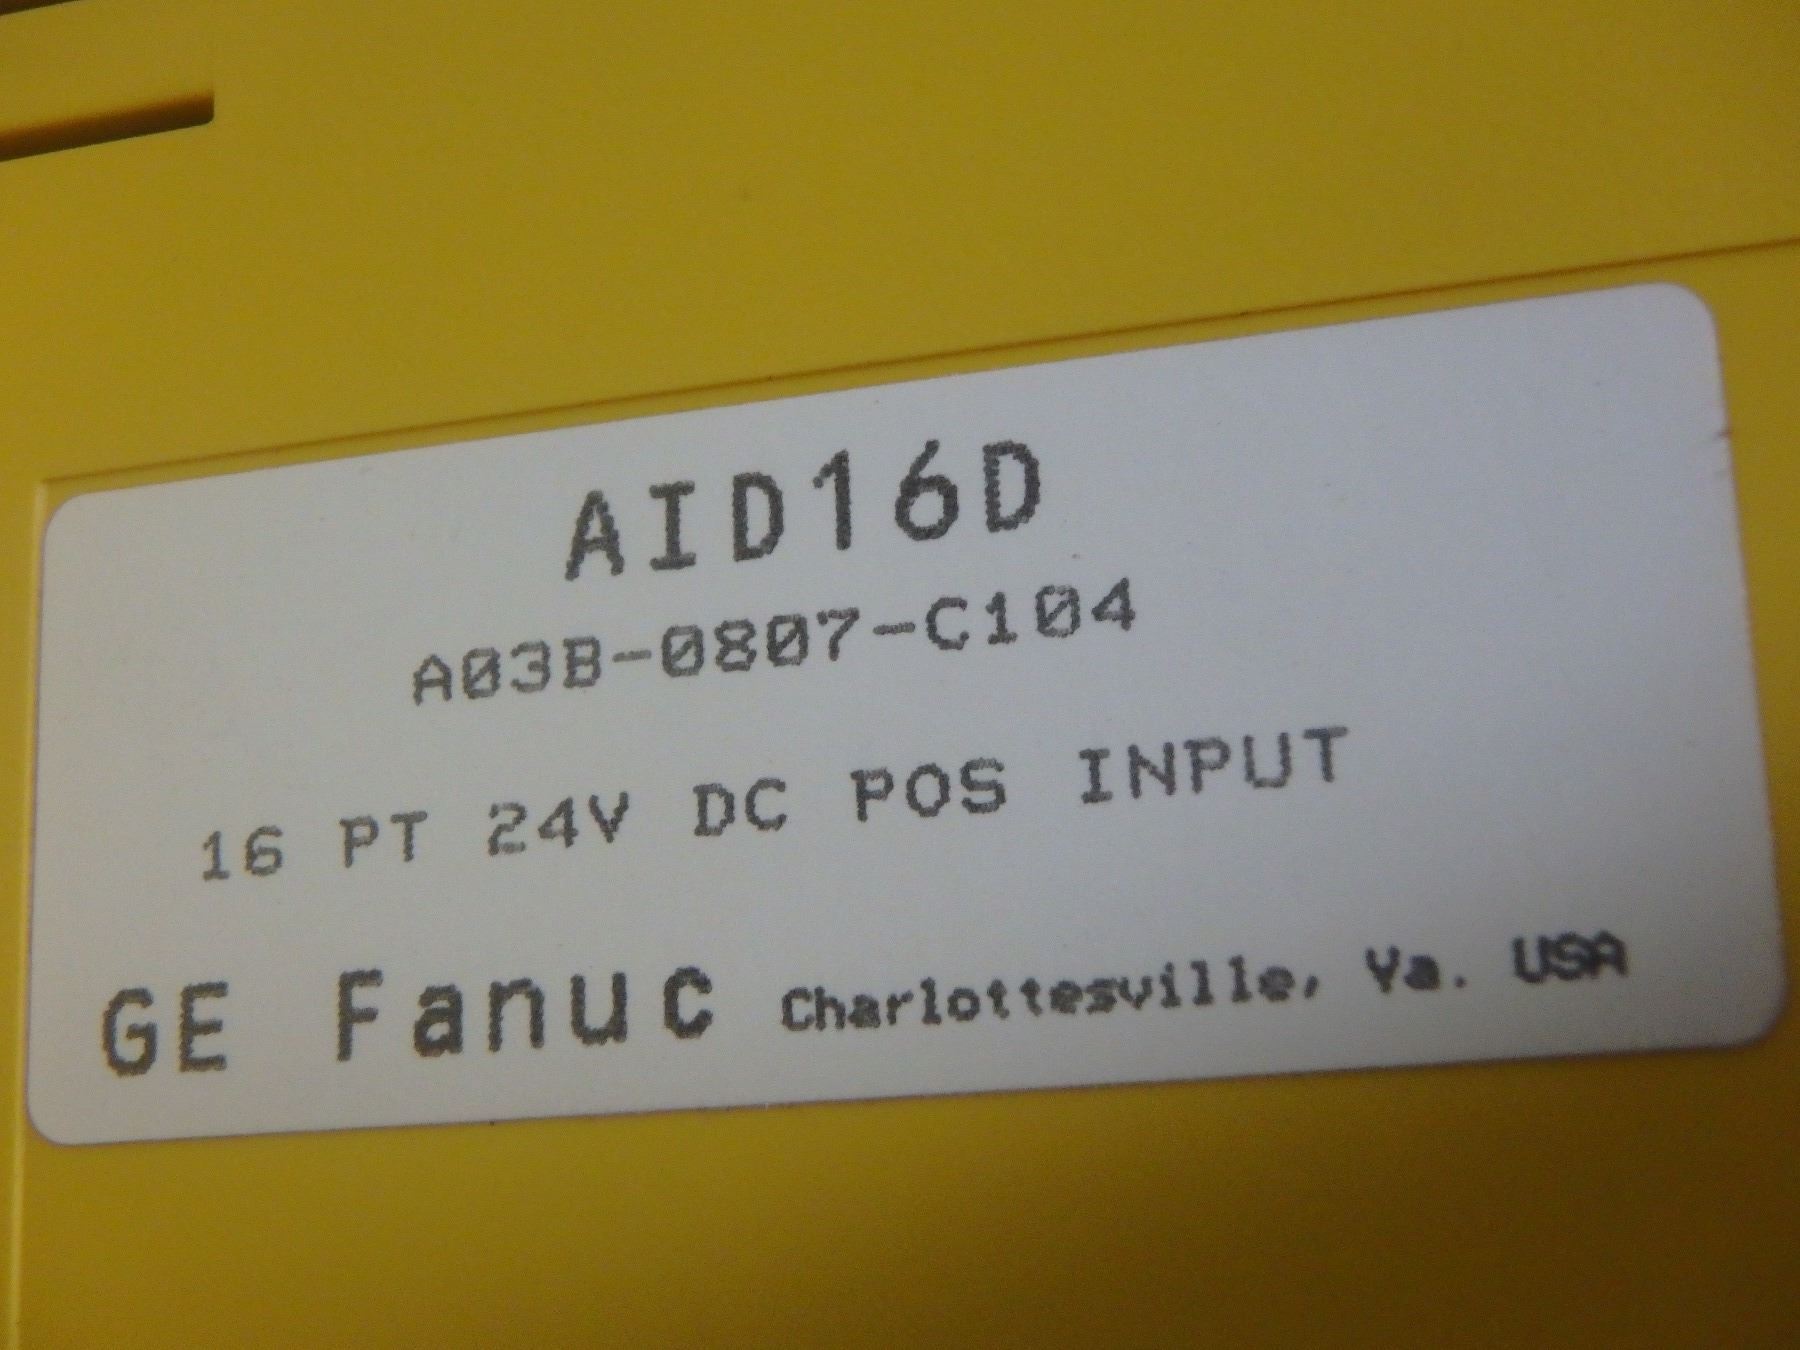 AID16D
A03B-0807-C104
16 PT 24V DC POS INPUT
GE Fanuc Charlottesville, Va. USA